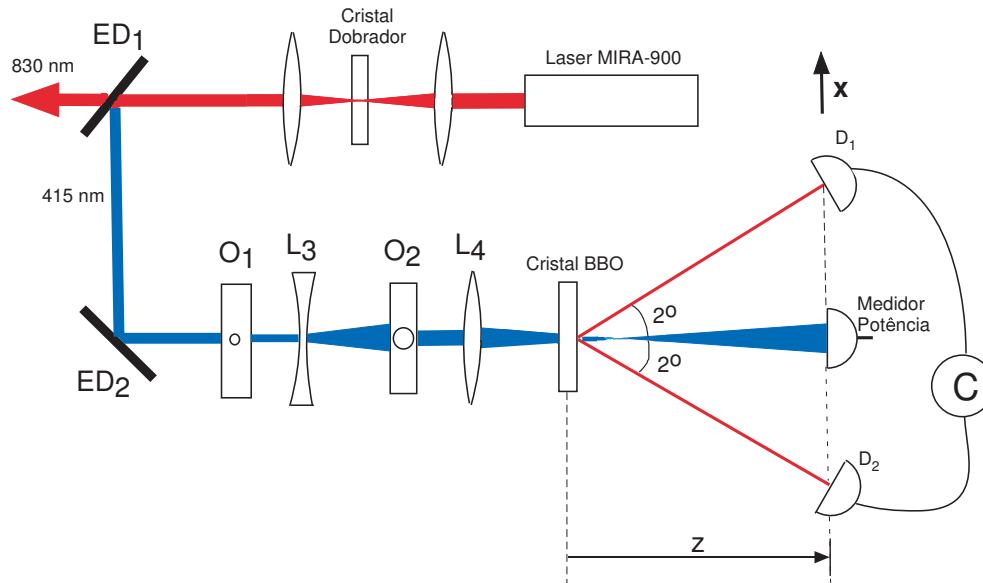 Cristal
Dobrador
Laser MIRA-900
ED1
830 nm
x
D1
415 nm
O1
L3
O2
L4
Cristal BBO
2º
2º
Medidor
Potência
ED2
C
D2
z